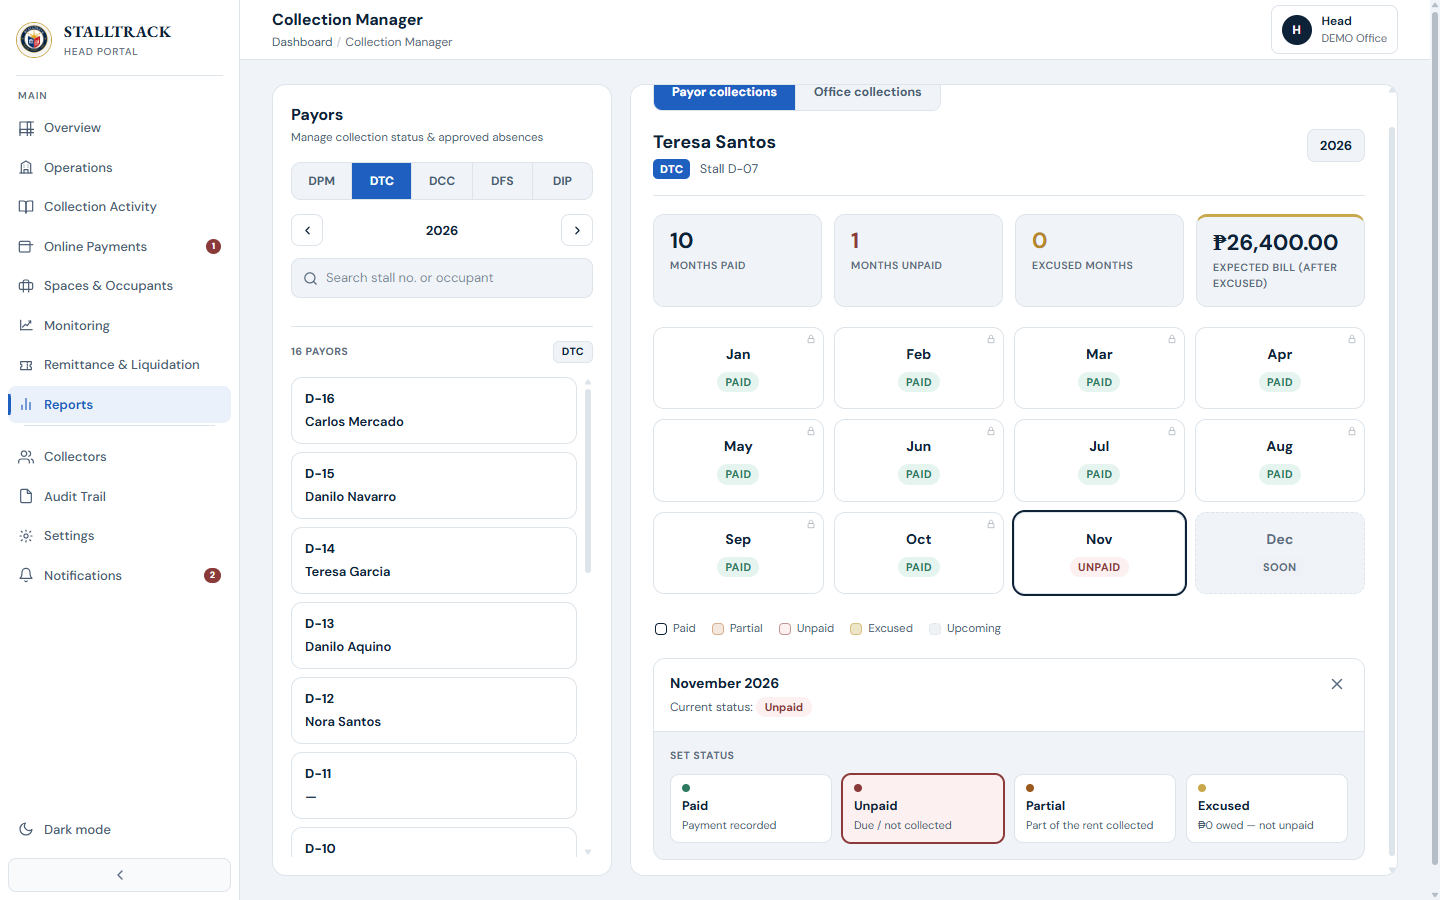 STALLTRACK
HEAD PORTAL
MAIN
Overview
Operations
Collection Activity
Online Payments 1
Spaces & Occupants
Monitoring
Remittance & Liquidation
Reports
Collectors
Audit Trail
Settings
Notifications 2
Dark mode
Collection Manager
Dashboard / Collection Manager
H
Head
DEMO Office
Payors
Manage collection status & approved absences
DPM DTC DCC DFS DIP
2026
Search stall no. or occupant
16 PAYORS DTC
D-16
Carlos Mercado
D-15
Danilo Navarro
D-14
Teresa Garcia
D-13
Danilo Aquino
D-12
Nora Santos
D-11
—
D-10
Payor collections Office collections
Teresa Santos
2026
DTC Stall D-07
10
MONTHS PAID
1
MONTHS UNPAID
0
EXCUSED MONTHS
₱26,400.00
EXPECTED BILL (AFTER
EXCUSED)
Jan Feb Mar Apr
PAID PAID PAID PAID
May Jun Jul Aug
PAID PAID PAID PAID
Sep Oct Nov Dec
PAID PAID UNPAID SOON
Paid Partial Unpaid Excused Upcoming
November 2026
Current status: Unpaid
SET STATUS
Paid
Payment recorded
Unpaid
Due / not collected
Partial
Part of the rent collected
Excused
₱0 owed — not unpaid